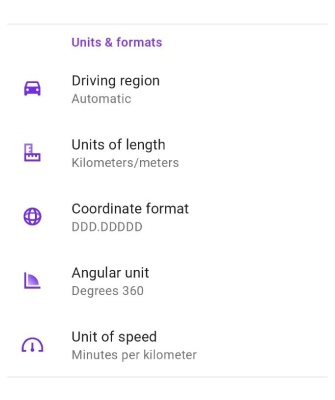 Units & formats
Driving region
Automatic
Units of length
Kilometers/meters
Coordinate format
DDD.DDDDD
Angular unit
Degrees 360
Unit of speed
Minutes per kilometer